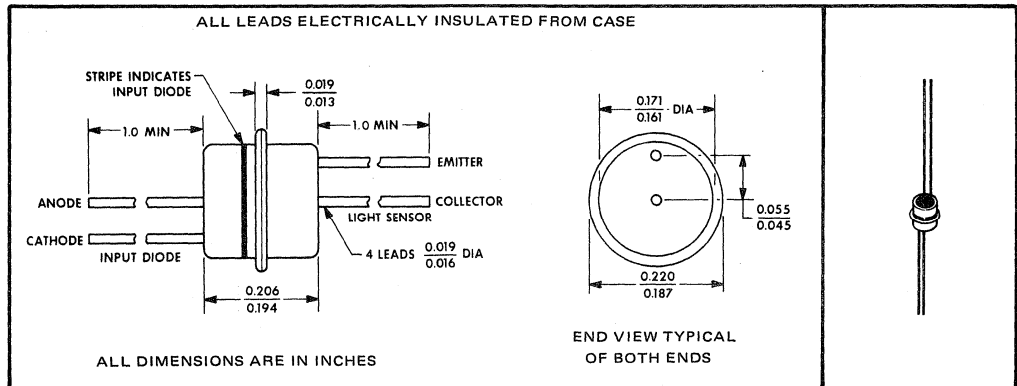 ALL LEADS ELECTRICALLY INSULATED FROM CASE
STRIPE INDICATES
INPUT DIODE
0.019
0.013
1.0 MIN
1.0 MIN
EMITTER
ANODE
COLLECTOR
LIGHT SENSOR
CATHODE
INPUT DIODE
4 LEADS 0.019 DIA
0.016
0.206
0.194
ALL DIMENSIONS ARE IN INCHES
0.171 DIA
0.161
0.055
0.045
0.220
0.187
END VIEW TYPICAL
OF BOTH ENDS